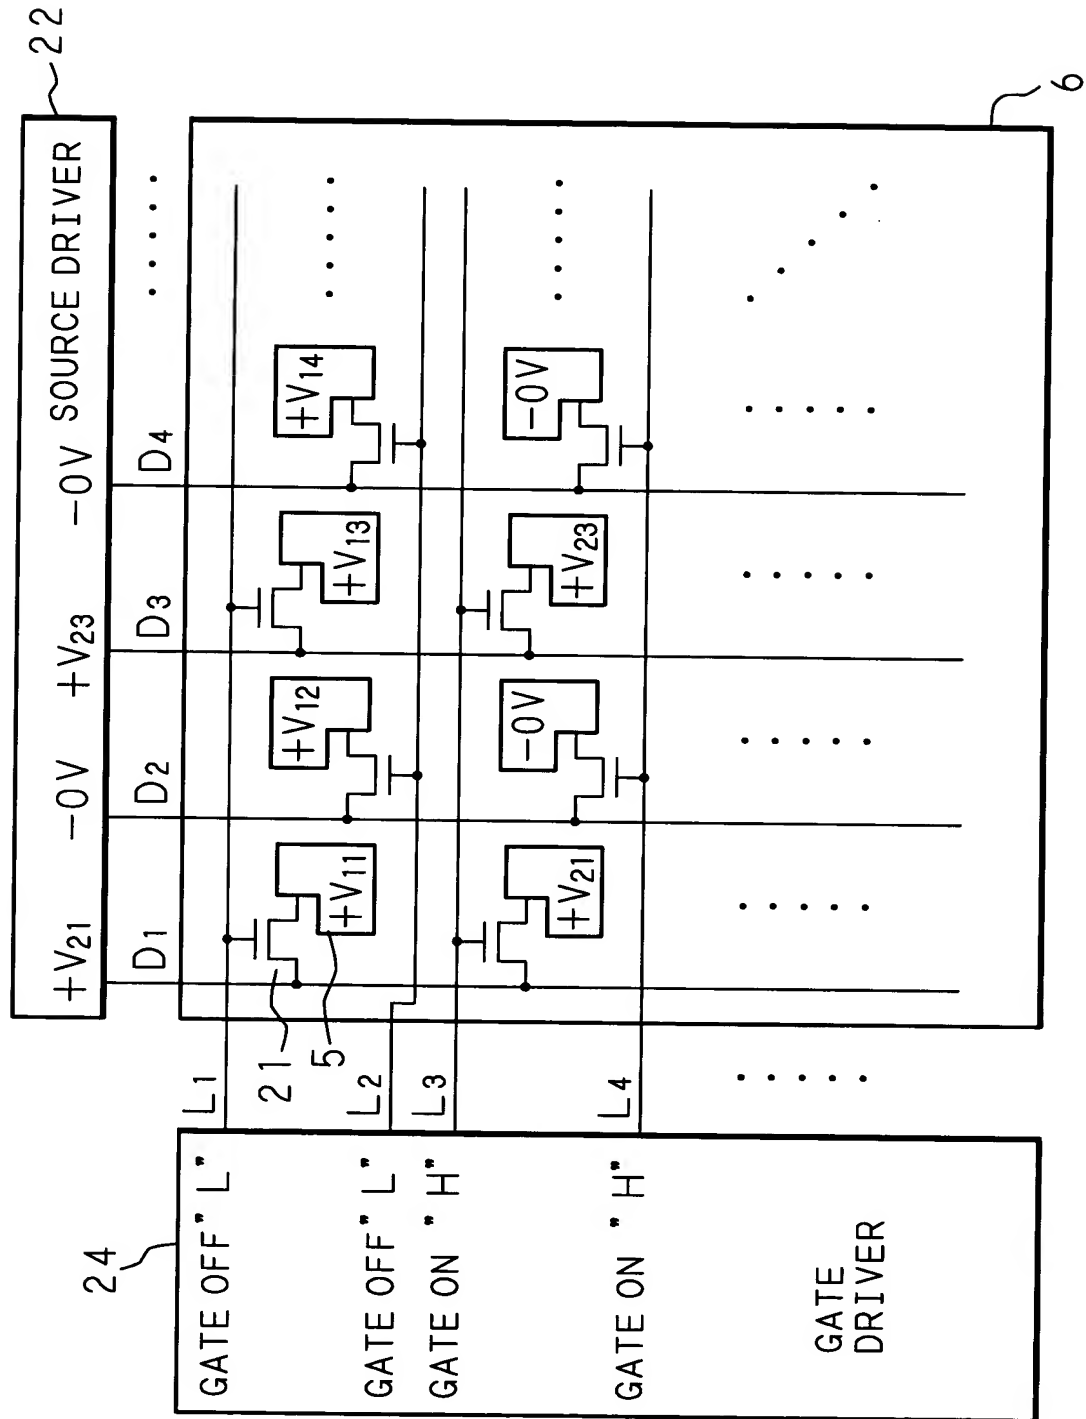 22
+V21 -0V +V23 -0V SOURCE DRIVER
D1 D2 D3 D4
24
GATE OFF "L" L1
21
+V11 +V12 +V13 +V14
5
GATE OFF "L" L2
GATE ON "H" L3
+V21 -0V +V23 -0V
GATE ON "H" L4
GATE
DRIVER
6